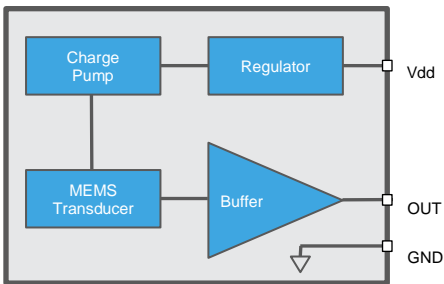 Charge
Pump
Regulator
Vdd
MEMS
Transducer
Buffer
OUT
GND